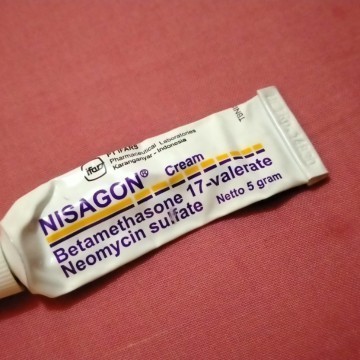 ifars
PT IFARS
Pharmaceutical Laboratories
Karanganyar - Indonesia
NISAGON® Cream
Betamethasone 17-valerate
Neomycin sulfate Netto 5 gram